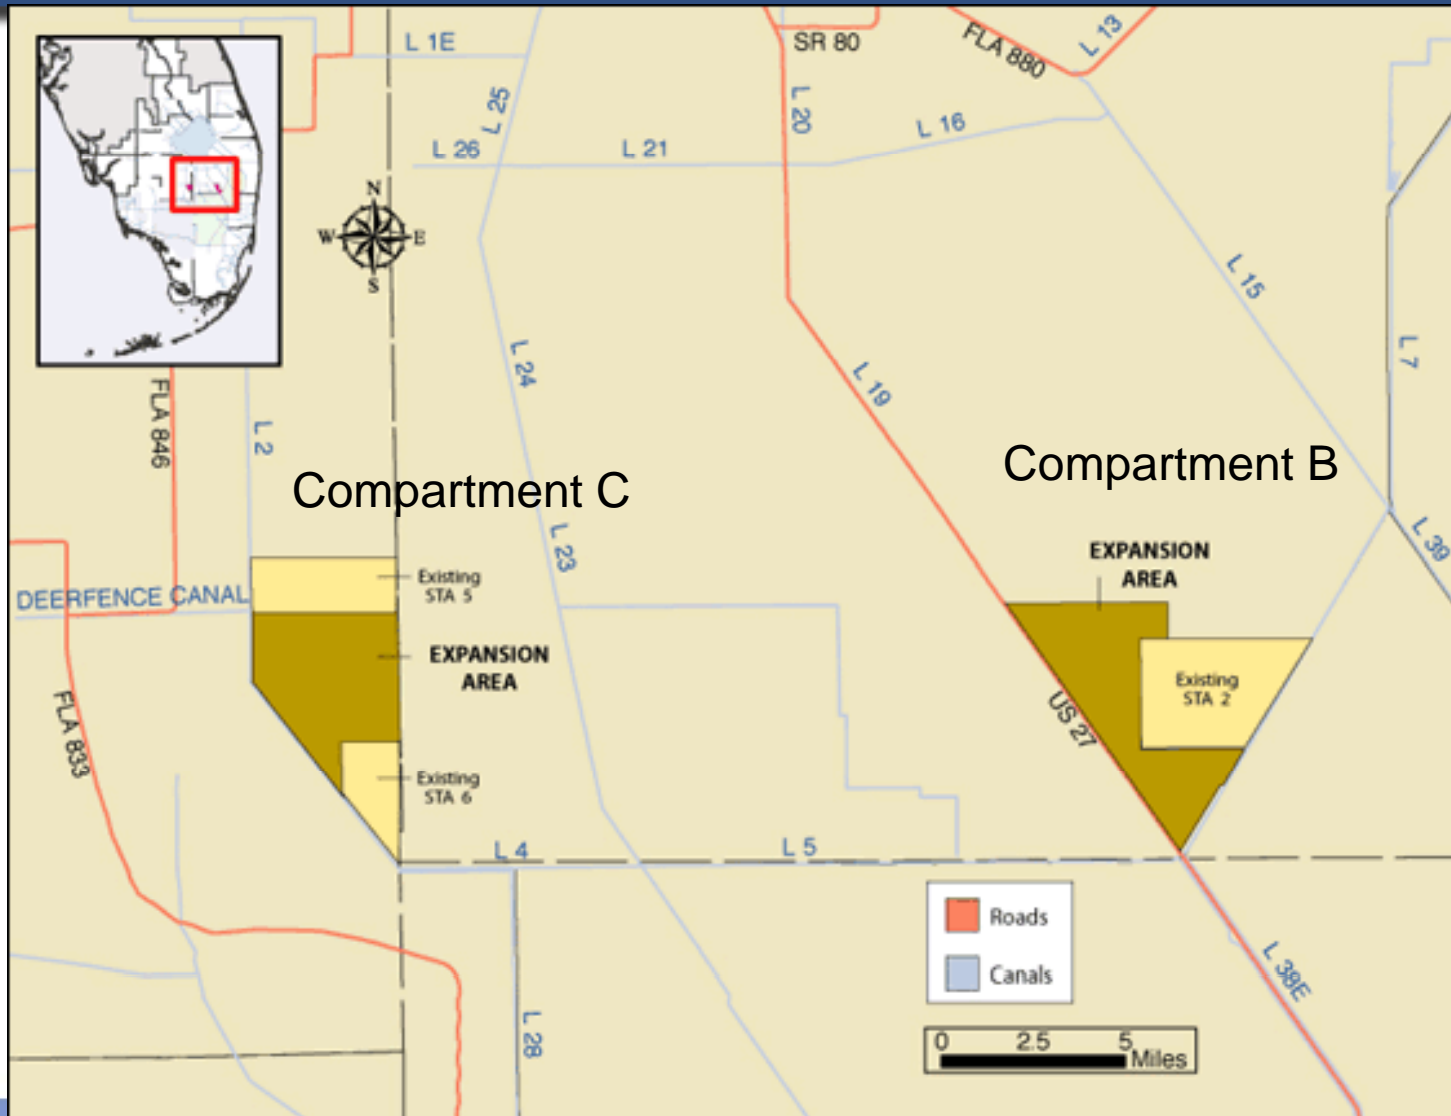 L 1E
SR 80
FLA 880
L 13
L 25
L 20
L 26
L 21
L 16
N
W
E
S
L 15
L 24
L 7
L 19
FLA 846
L 2
Compartment C
Compartment B
L 23
L 39
EXPANSION
AREA
Existing
STA 5
DEERFENCE CANAL
EXPANSION
AREA
Existing
STA 2
US 27
FLA 833
Existing
STA 6
L 4
L 5
Roads
Canals
L 38E
L 28
0 2.5 5
Miles